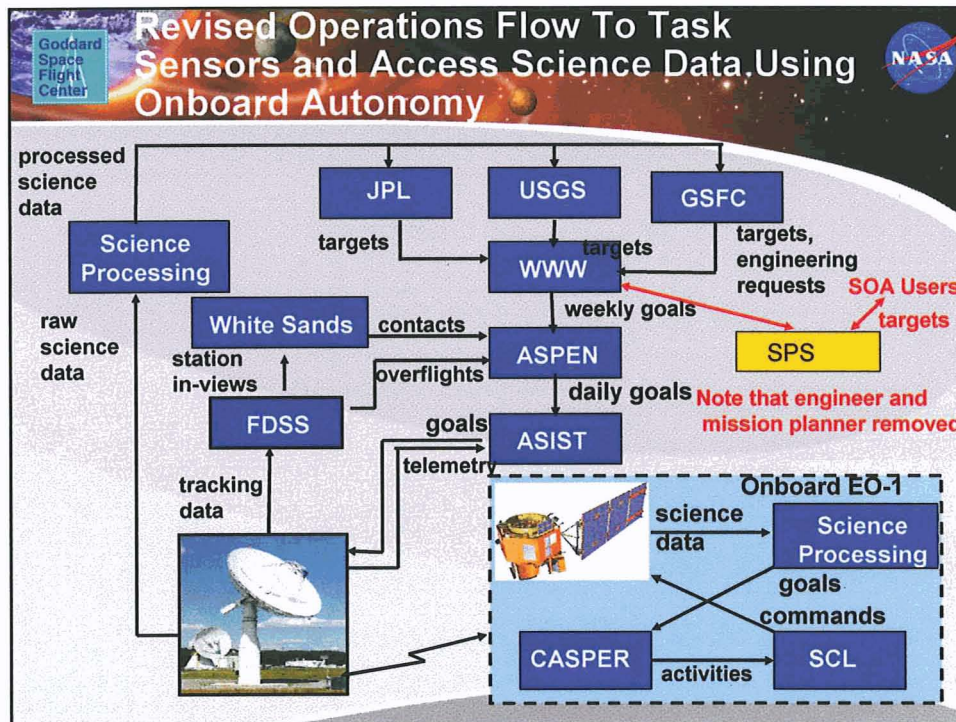 Goddard
Space
Flight
Center
Revised Operations Flow To Task
Sensors and Access Science Data Using
Onboard Autonomy
NASA
processed
science
data
JPL
USGS
GSFC
Science
Processing
targets
targets
targets,
engineering
requests
WWW
SOA Users
targets
raw
science
data
White Sands
contacts
weekly goals
ASPEN
SPS
station
in-views
overflights
daily goals
Note that engineer and
mission planner removed
FDSS
goals
ASIST
telemetry
tracking
data
Onboard EO-1
science
data
Science
Processing
goals
commands
CASPER
activities
SCL